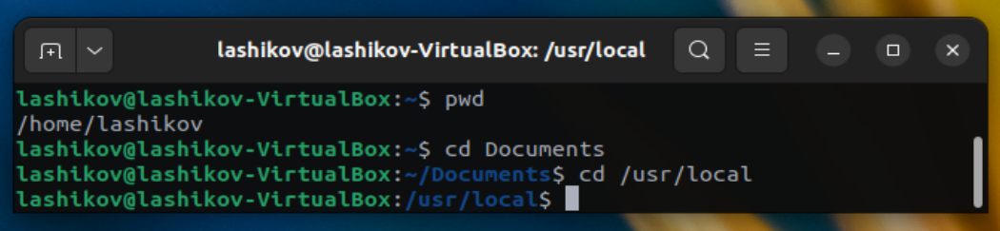 lashikov@lashikov-VirtualBox: /usr/local
lashikov@lashikov-VirtualBox:~$ pwd
/home/lashikov
lashikov@lashikov-VirtualBox:~$ cd Documents
lashikov@lashikov-VirtualBox:~/Documents$ cd /usr/local
lashikov@lashikov-VirtualBox:/usr/local$